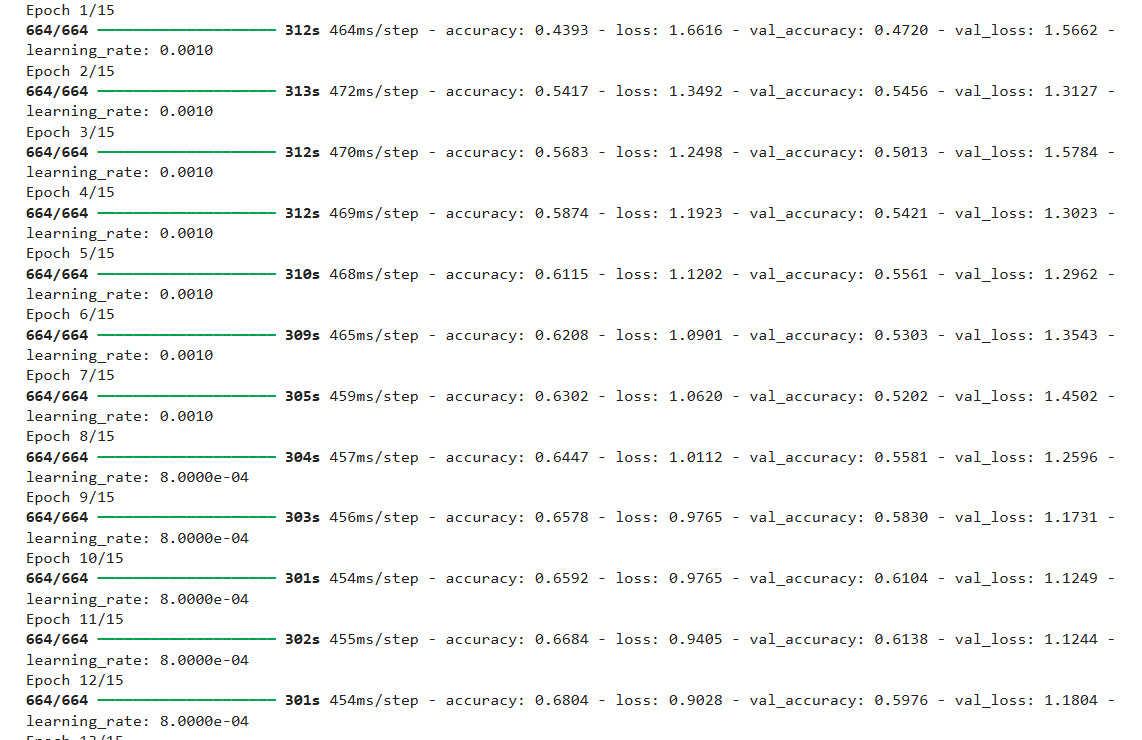 Epoch 1/15
664/664 ━━━━━━━━━━━━━━━━━━━━ 312s 464ms/step - accuracy: 0.4393 - loss: 1.6616 - val_accuracy: 0.4720 - val_loss: 1.5662 -
learning_rate: 0.0010
Epoch 2/15
664/664 ━━━━━━━━━━━━━━━━━━━━ 313s 472ms/step - accuracy: 0.5417 - loss: 1.3492 - val_accuracy: 0.5456 - val_loss: 1.3127 -
learning_rate: 0.0010
Epoch 3/15
664/664 ━━━━━━━━━━━━━━━━━━━━ 312s 470ms/step - accuracy: 0.5683 - loss: 1.2498 - val_accuracy: 0.5013 - val_loss: 1.5784 -
learning_rate: 0.0010
Epoch 4/15
664/664 ━━━━━━━━━━━━━━━━━━━━ 312s 469ms/step - accuracy: 0.5874 - loss: 1.1923 - val_accuracy: 0.5421 - val_loss: 1.3023 -
learning_rate: 0.0010
Epoch 5/15
664/664 ━━━━━━━━━━━━━━━━━━━━ 310s 468ms/step - accuracy: 0.6115 - loss: 1.1202 - val_accuracy: 0.5561 - val_loss: 1.2962 -
learning_rate: 0.0010
Epoch 6/15
664/664 ━━━━━━━━━━━━━━━━━━━━ 309s 465ms/step - accuracy: 0.6208 - loss: 1.0901 - val_accuracy: 0.5303 - val_loss: 1.3543 -
learning_rate: 0.0010
Epoch 7/15
664/664 ━━━━━━━━━━━━━━━━━━━━ 305s 459ms/step - accuracy: 0.6302 - loss: 1.0620 - val_accuracy: 0.5202 - val_loss: 1.4502 -
learning_rate: 0.0010
Epoch 8/15
664/664 ━━━━━━━━━━━━━━━━━━━━ 304s 457ms/step - accuracy: 0.6447 - loss: 1.0112 - val_accuracy: 0.5581 - val_loss: 1.2596 -
learning_rate: 8.0000e-04
Epoch 9/15
664/664 ━━━━━━━━━━━━━━━━━━━━ 303s 456ms/step - accuracy: 0.6578 - loss: 0.9765 - val_accuracy: 0.5830 - val_loss: 1.1731 -
learning_rate: 8.0000e-04
Epoch 10/15
664/664 ━━━━━━━━━━━━━━━━━━━━ 301s 454ms/step - accuracy: 0.6592 - loss: 0.9765 - val_accuracy: 0.6104 - val_loss: 1.1249 -
learning_rate: 8.0000e-04
Epoch 11/15
664/664 ━━━━━━━━━━━━━━━━━━━━ 302s 455ms/step - accuracy: 0.6684 - loss: 0.9405 - val_accuracy: 0.6138 - val_loss: 1.1244 -
learning_rate: 8.0000e-04
Epoch 12/15
664/664 ━━━━━━━━━━━━━━━━━━━━ 301s 454ms/step - accuracy: 0.6804 - loss: 0.9028 - val_accuracy: 0.5976 - val_loss: 1.1804 -
learning_rate: 8.0000e-04